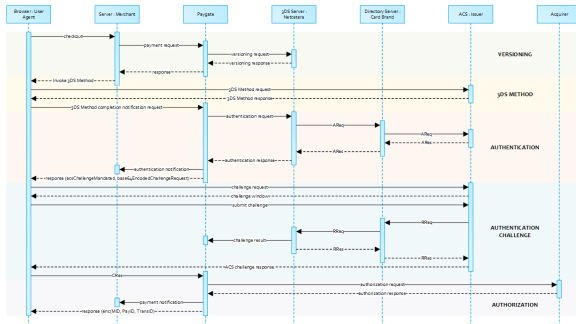 Browser - User
Agent
Server - Merchant
Paygate
3DS Server -
Netcetera
Directory Server -
Card Brand
ACS - Issuer
Acquirer
checkout
payment request
versioning request
versioning response
response
Invoke 3DS Method
VERSIONING
3DS Method request
3DS Method response
3DS METHOD
3DS Method completion notification request
authentication request
AReq
AReq
ARes
ARes
authentication response
authentication notification
response (acsChallengeMandated, base64EncodedChallengeRequest)
AUTHENTICATION
challenge request
challenge window
submit challenge
RReq
RReq
challenge result
RRes
RRes
ACS challenge response
AUTHENTICATION
CHALLENGE
CRes
authorization request
authorization response
payment notification
response (enc(MID, PayID, TransID)
AUTHORIZATION